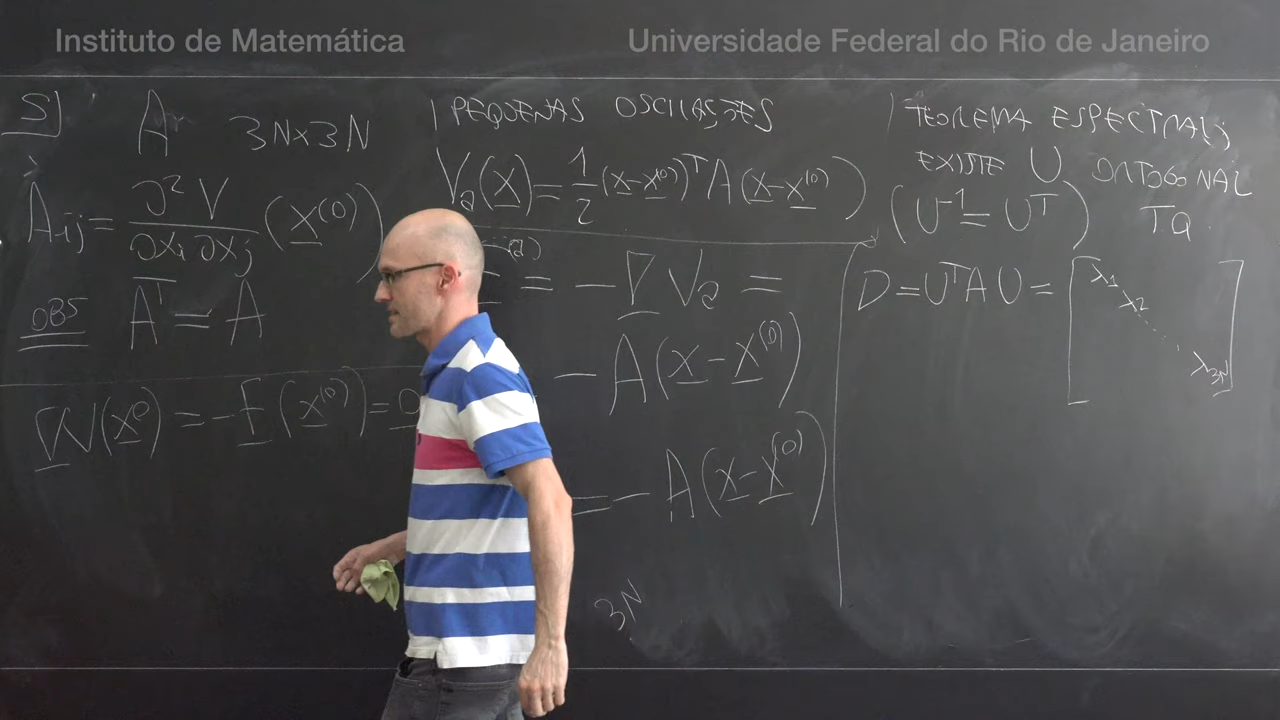 Instituto de Matemática
Universidade Federal do Rio de Janeiro
S]
A 3N×3N
A_ij = ∂²V / ∂x_i ∂x_j (x^(0))
OBS A^T = A
∇V(x^0) = -F(x^(0)) = 0
PEQUENAS OSCILAÇÕES
V_2(x) = 1/2 (x-x^(0))^T A (x-x^(0))
= -∇V_2 =
-A(x-x^(0))
= -A(x-x^(0))
3N
TEOREMA ESPECTRAL:
EXISTE U ORTOGONAL
(U^-1 = U^T) TQ
D = U^T A U = [λ_1 λ_2 ⋱ λ_3N]